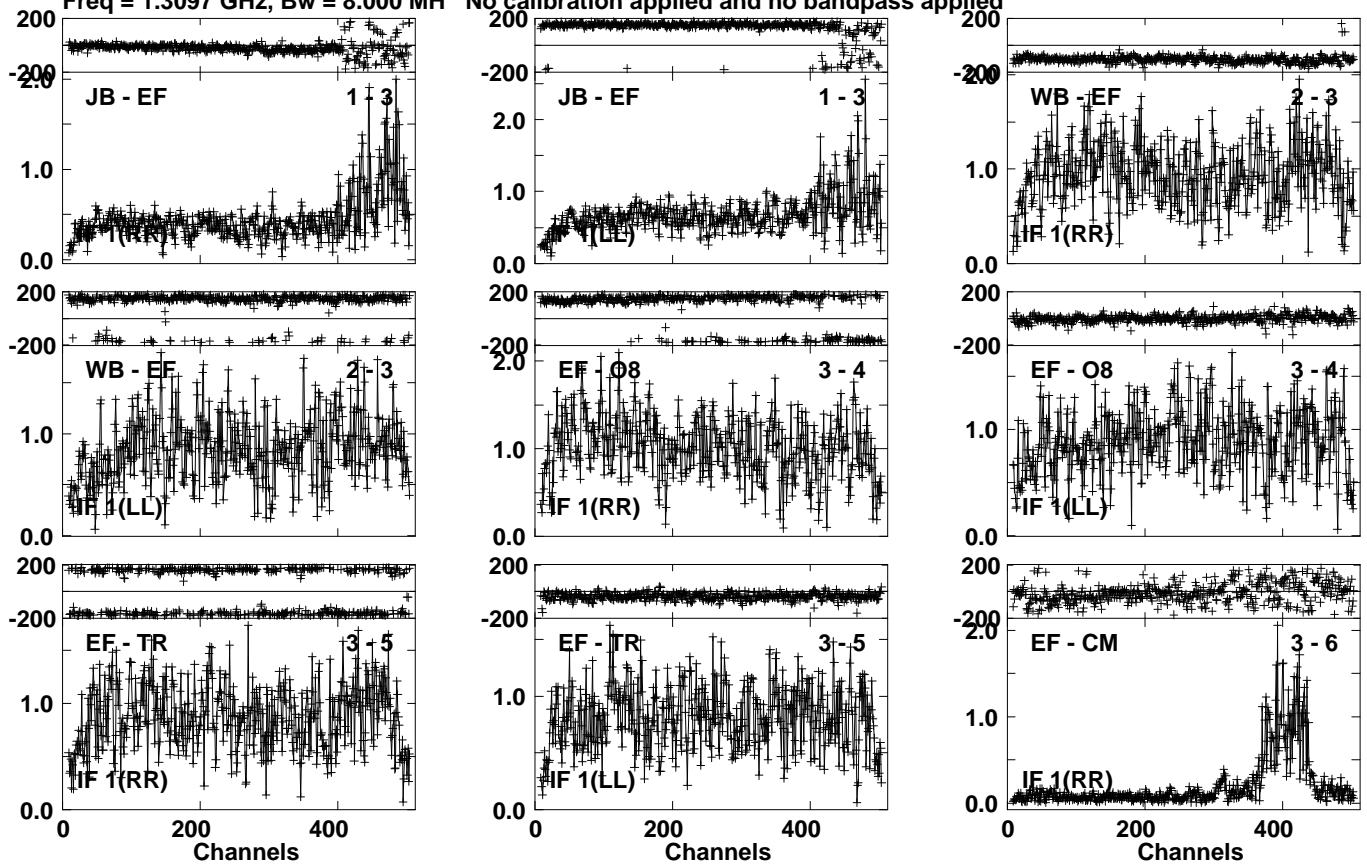 Freq = 1.3097 GHz, Bw = 8.000 MH No calibration applied and no bandpass applied
200
-200
2.0
1.0
0.0
JB - EF
1 - 3
IF 1(RR)
2.0
1.0
0.0
JB - EF
1 - 3
IF 1(LL)
-200
2.0
1.0
0.0
WB - EF
2 - 3
IF 1(RR)
200
-200
1.0
0.0
WB - EF
2 - 3
IF 1(LL)
200
-200
2.0
1.0
0.0
EF - O8
3 - 4
IF 1(RR)
200
-200
1.0
0.0
EF - O8
3 - 4
IF 1(LL)
200
-200
1.0
0.0
EF - TR
3 - 5
IF 1(RR)
0
200
400
Channels
200
-200
1.0
0.0
EF - TR
3 - 5
IF 1(LL)
0
200
400
Channels
200
-200
2.0
1.0
0.0
EF - CM
3 - 6
IF 1(RR)
0
200
400
Channels